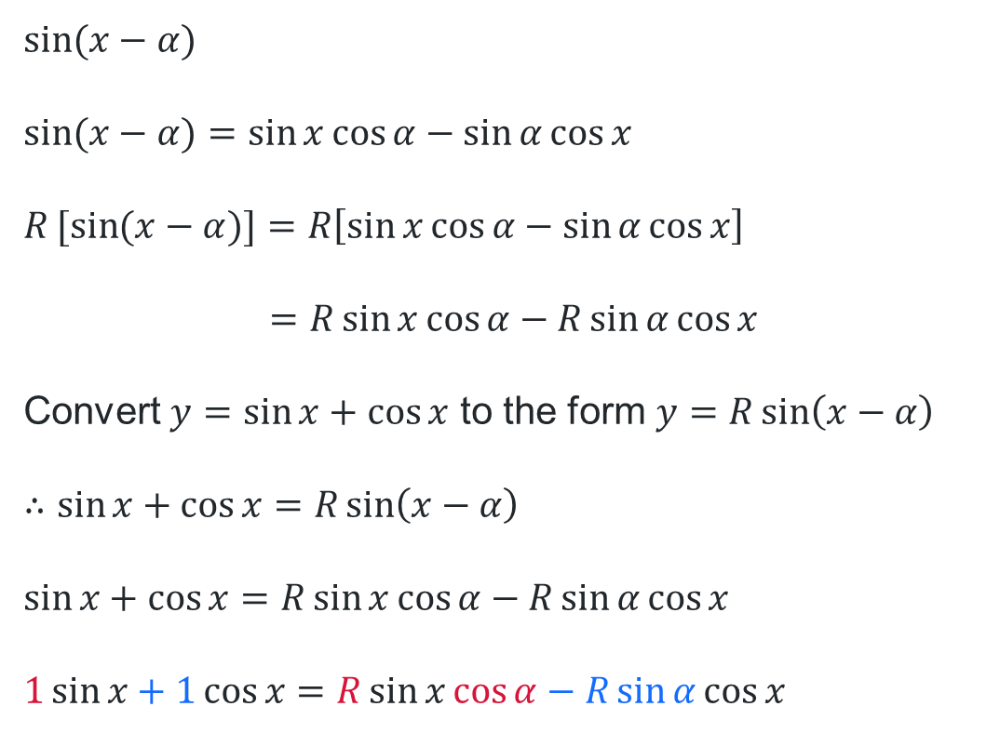 sin(x − α)
sin(x − α) = sin x cos α − sin α cos x
R [sin(x − α)] = R[sin x cos α − sin α cos x]
= R sin x cos α − R sin α cos x
Convert y = sin x + cos x to the form y = R sin(x − α)
∴ sin x + cos x = R sin(x − α)
sin x + cos x = R sin x cos α − R sin α cos x
1 sin x + 1 cos x = R sin x cos α − R sin α cos x